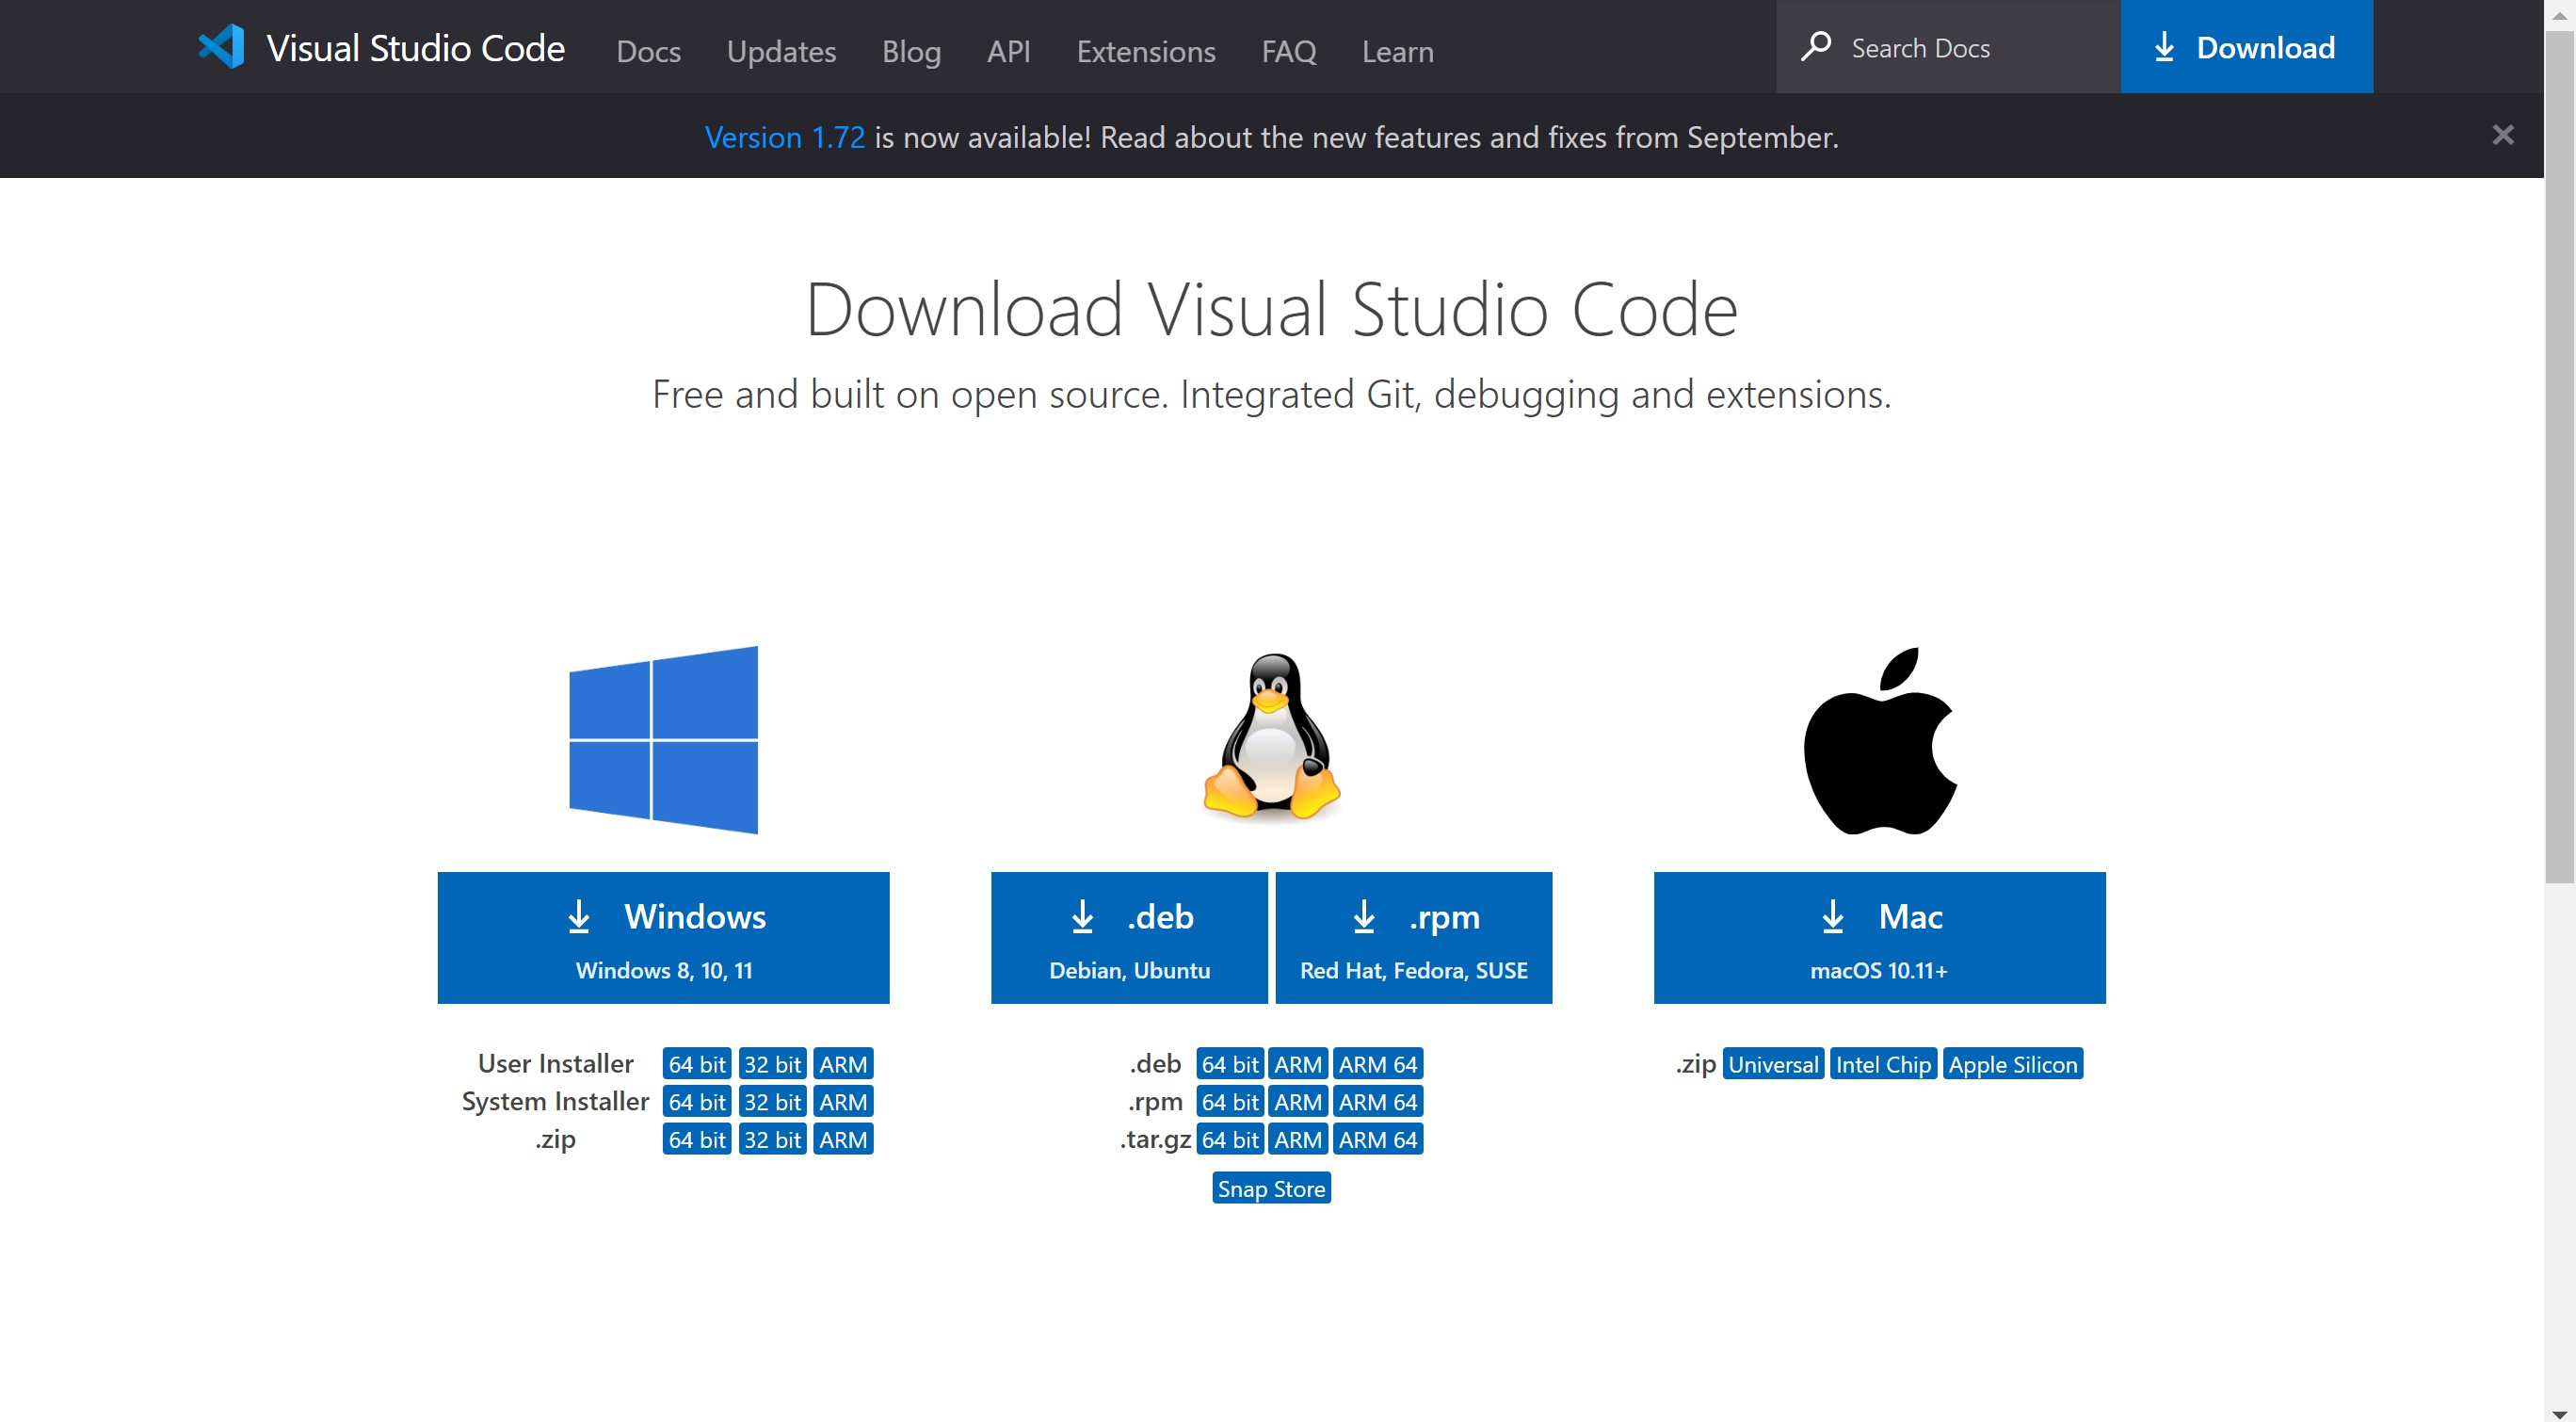 Visual Studio Code Docs Updates Blog API Extensions FAQ Learn Search Docs Download
Version 1.72 is now available! Read about the new features and fixes from September.
Download Visual Studio Code
Free and built on open source. Integrated Git, debugging and extensions.
Windows
Windows 8, 10, 11
User Installer 64 bit 32 bit ARM
System Installer 64 bit 32 bit ARM
.zip 64 bit 32 bit ARM
.deb
Debian, Ubuntu
.rpm
Red Hat, Fedora, SUSE
.deb 64 bit ARM ARM 64
.rpm 64 bit ARM ARM 64
.tar.gz 64 bit ARM ARM 64
Snap Store
Mac
macOS 10.11+
.zip Universal Intel Chip Apple Silicon